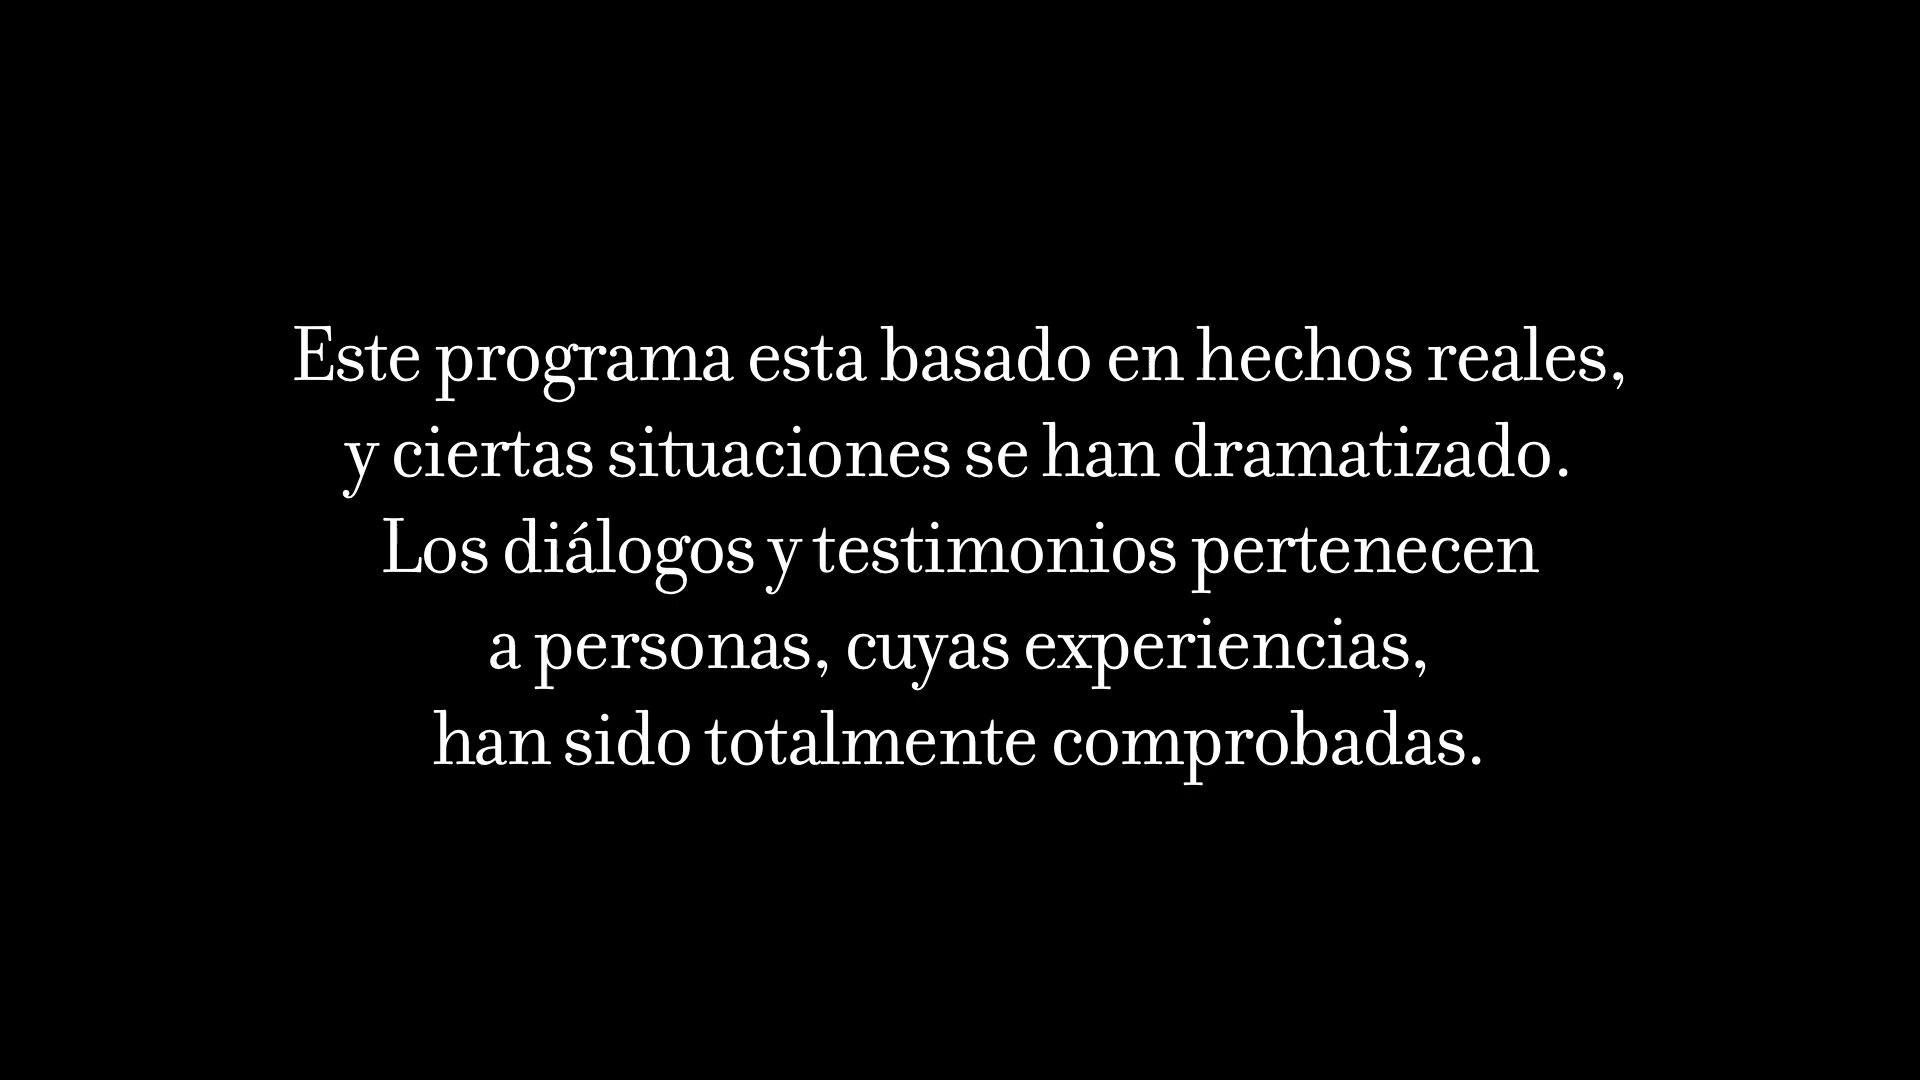 Este programa esta basado en hechos reales,
y ciertas situaciones se han dramatizado.
Los diálogos y testimonios pertenecen
a personas, cuyas experiencias,
han sido totalmente comprobadas.